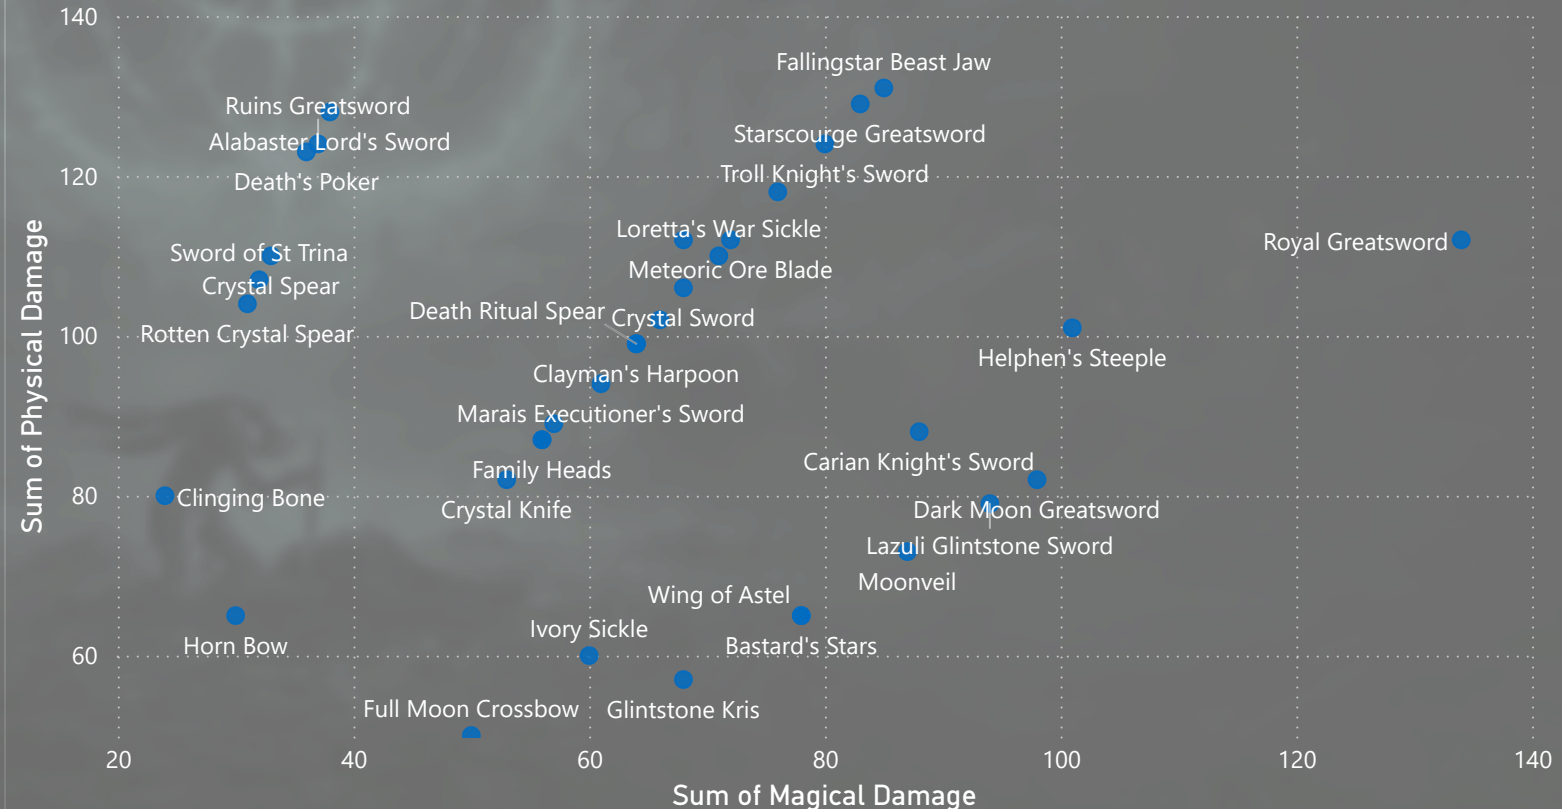 140
Fallingstar Beast Jaw
Ruins Greatsword
Starscourge Greatsword
Alabaster Lord's Sword
Troll Knight's Sword
120
Death's Poker
Loretta's War Sickle
Royal Greatsword
Sword of St Trina
Meteoric Ore Blade
Crystal Spear
Death Ritual Spear
Crystal Sword
Rotten Crystal Spear
100
Helphen's Steeple
Clayman's Harpoon
Marais Executioner's Sword
Carian Knight's Sword
Family Heads
80
Clinging Bone
Crystal Knife
Dark Moon Greatsword
Lazuli Glintstone Sword
Moonveil
Wing of Astel
Ivory Sickle
Horn Bow
Bastard's Stars
60
Full Moon Crossbow
Glintstone Kris
20
40
60
80
100
120
140
Sum of Magical Damage
Sum of Physical Damage